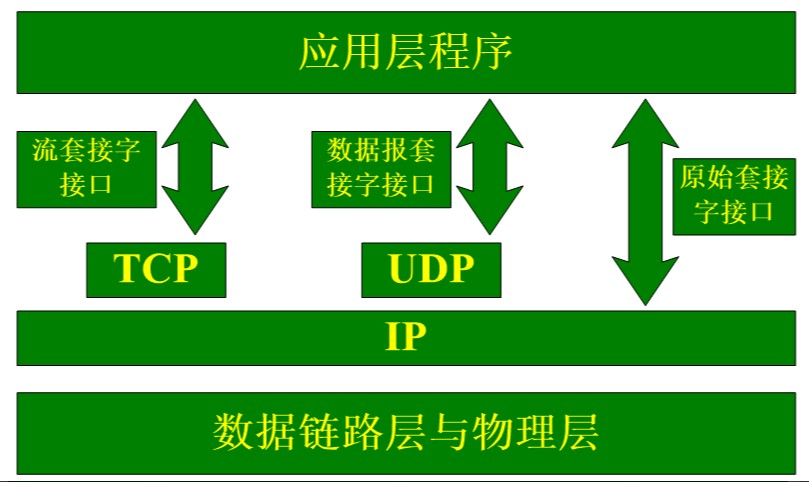 应用层程序
流套接字
接口
数据报套
接字接口
原始套接
字接口
TCP
UDP
IP
数据链路层与物理层